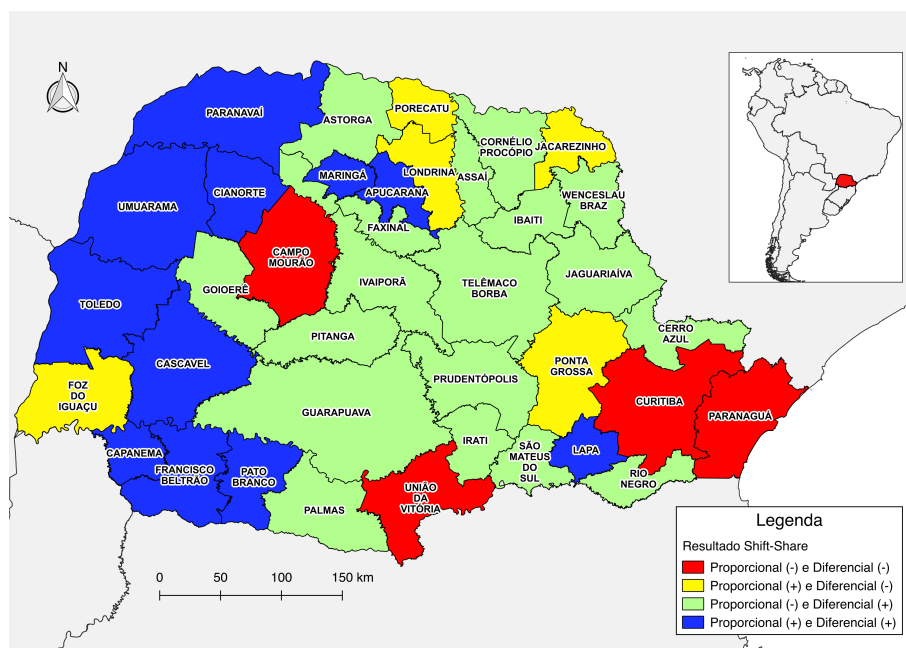 N
PARANAVAÍ
ASTORGA
PORECATU
CORNÉLIO
PROCÓPIO
JACAREZINHO
MARINGÁ
LONDRINA
ASSAÍ
APUCARANA
CIANORTE
UMUARAMA
WENCESLAU
BRAZ
IBAITI
FAXINAL
CAMPO
MOURÃO
GOIOERÊ
IVAIPORÃ
TELÊMACO
BORBA
JAGUARIAÍVA
TOLEDO
PITANGA
CERRO
AZUL
CASCAVEL
PONTA
GROSSA
FOZ
DO
IGUAÇU
PRUDENTÓPOLIS
CURITIBA
PARANAGUÁ
GUARAPUAVA
IRATI
SÃO
MATEUS
DO
SUL
LAPA
CAPANEMA
FRANCISCO
BELTRÃO
PATO
BRANCO
RIO
NEGRO
UNIÃO
DA
VITÓRIA
PALMAS
0 50 100 150 km
Legenda
Resultado Shift-Share
Proporcional (-) e Diferencial (-)
Proporcional (+) e Diferencial (-)
Proporcional (-) e Diferencial (+)
Proporcional (+) e Diferencial (+)